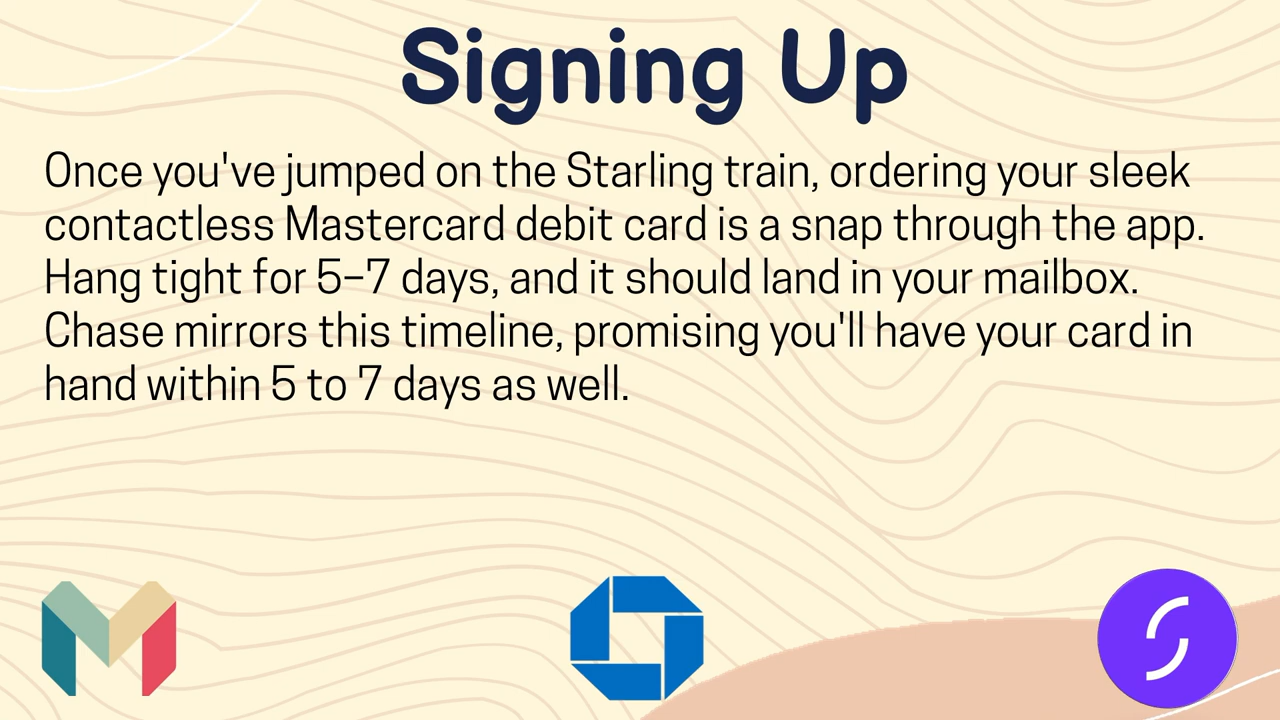 Signing Up
Once you've jumped on the Starling train, ordering your sleek
contactless Mastercard debit card is a snap through the app.
Hang tight for 5–7 days, and it should land in your mailbox.
Chase mirrors this timeline, promising you'll have your card in
hand within 5 to 7 days as well.